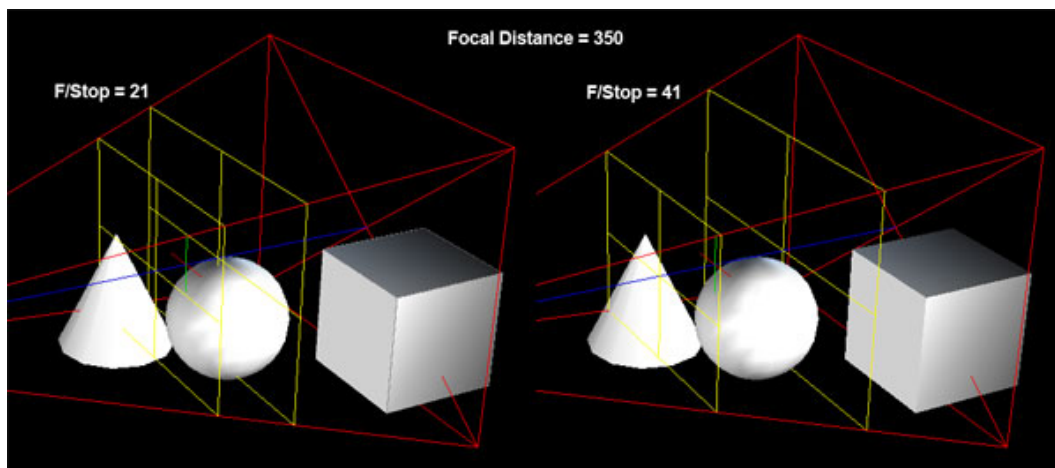 Focal Distance = 350
F/Stop = 21
F/Stop = 41